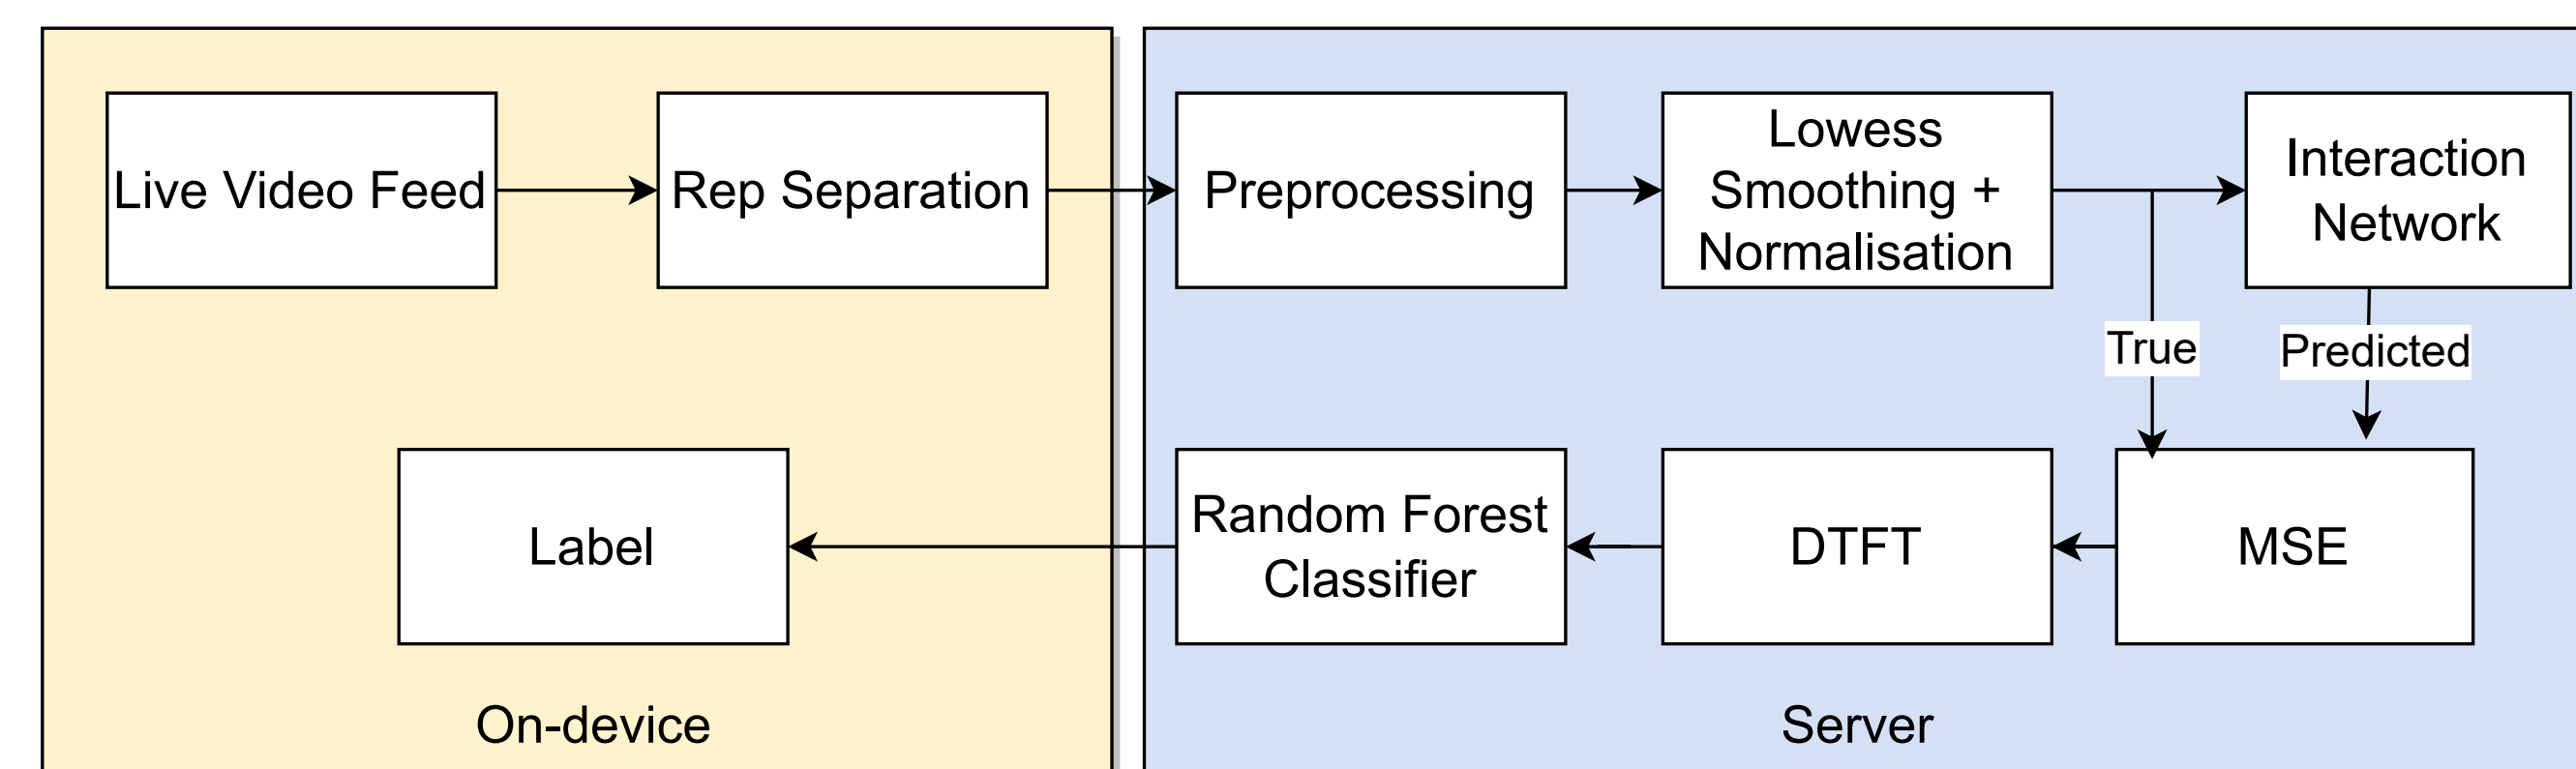 Live Video Feed
Rep Separation
Preprocessing
Lowess
Smoothing +
Normalisation
Interaction
Network
True
Predicted
Label
Random Forest
Classifier
DTFT
MSE
On-device
Server